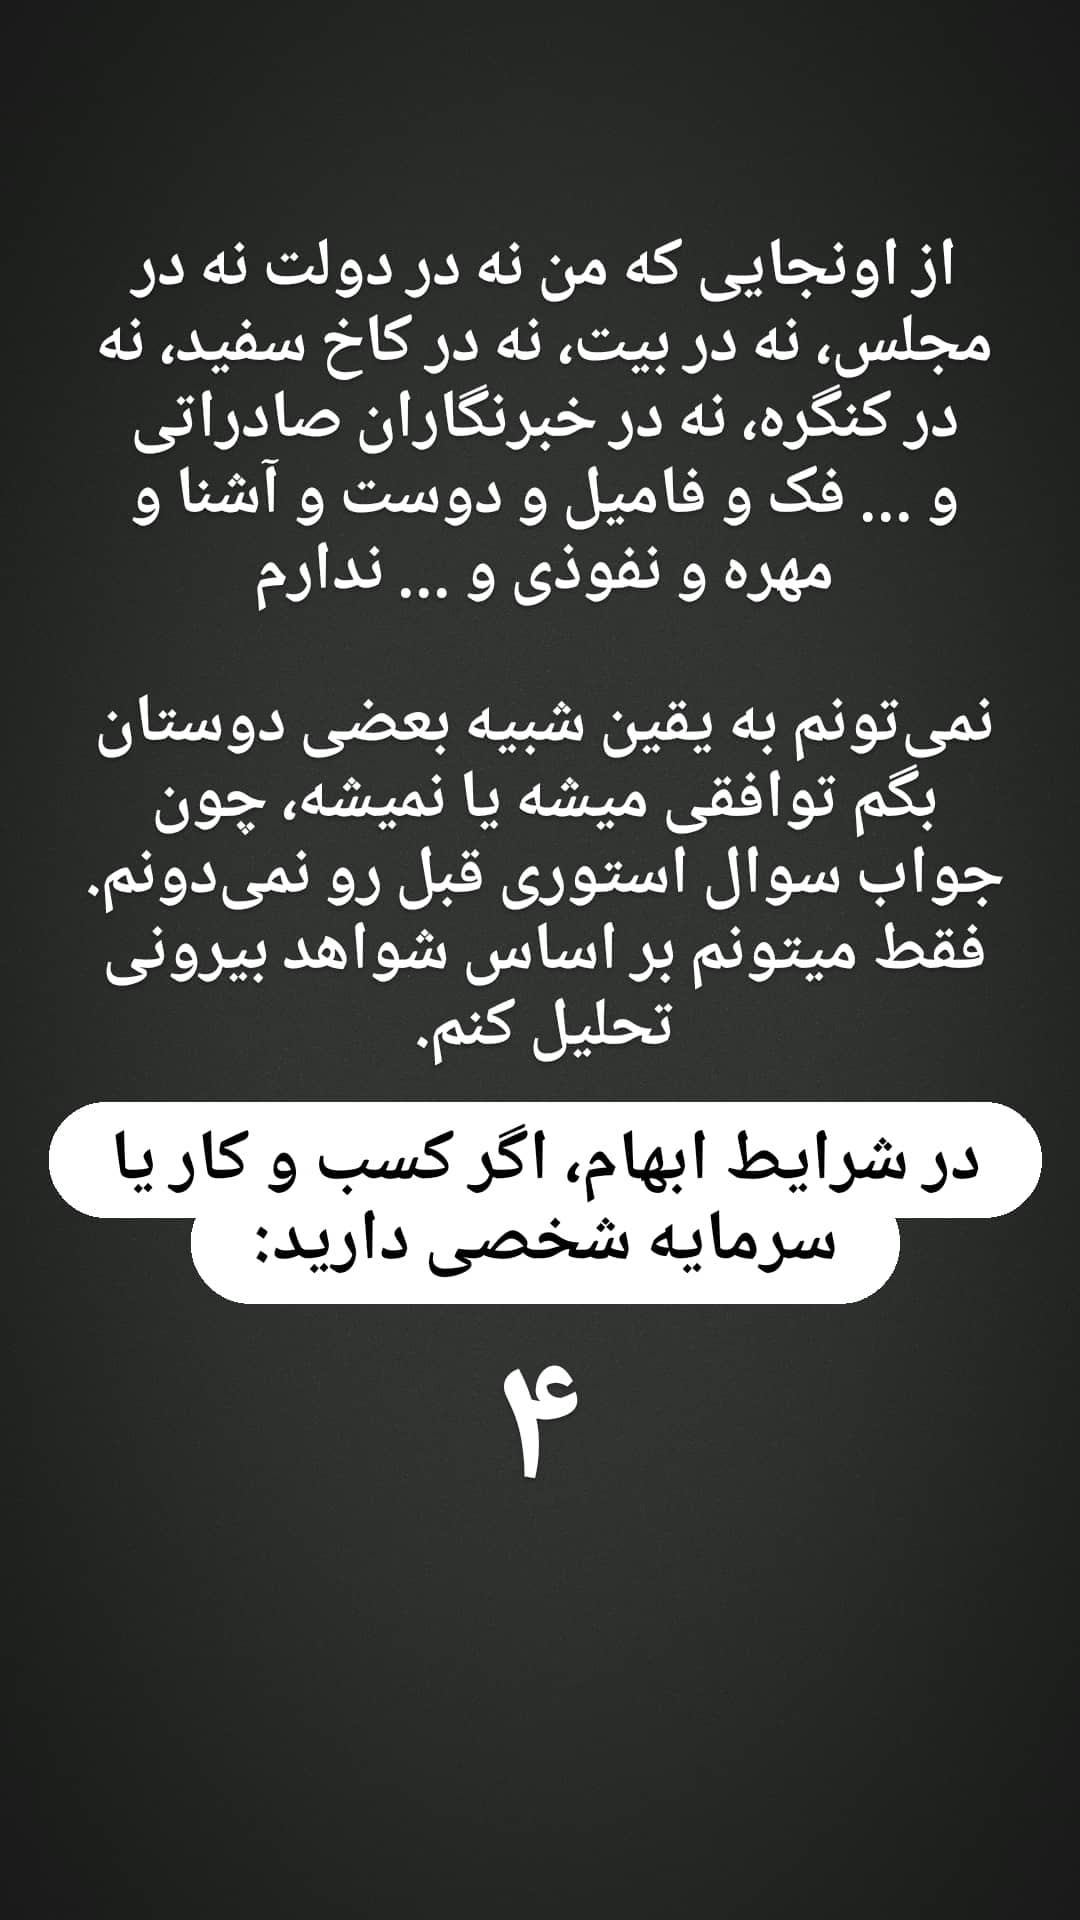 از اونجایی که من نه در دولت نه در
مجلس، نه در بیت، نه در کاخ سفید، نه
در کنگره، نه در خبرنگاران صادراتی
و ... فک و فامیل و دوست و آشنا و
مهره و نفوذی و ... ندارم
نمی‌تونم به یقین شبیه بعضی دوستان
بگم توافقی میشه یا نمیشه، چون
جواب سوال استوری قبل رو نمی‌دونم.
فقط میتونم بر اساس شواهد بیرونی
تحلیل کنم.
در شرایط ابهام، اگر کسب و کار یا
سرمایه شخصی دارید:
۴